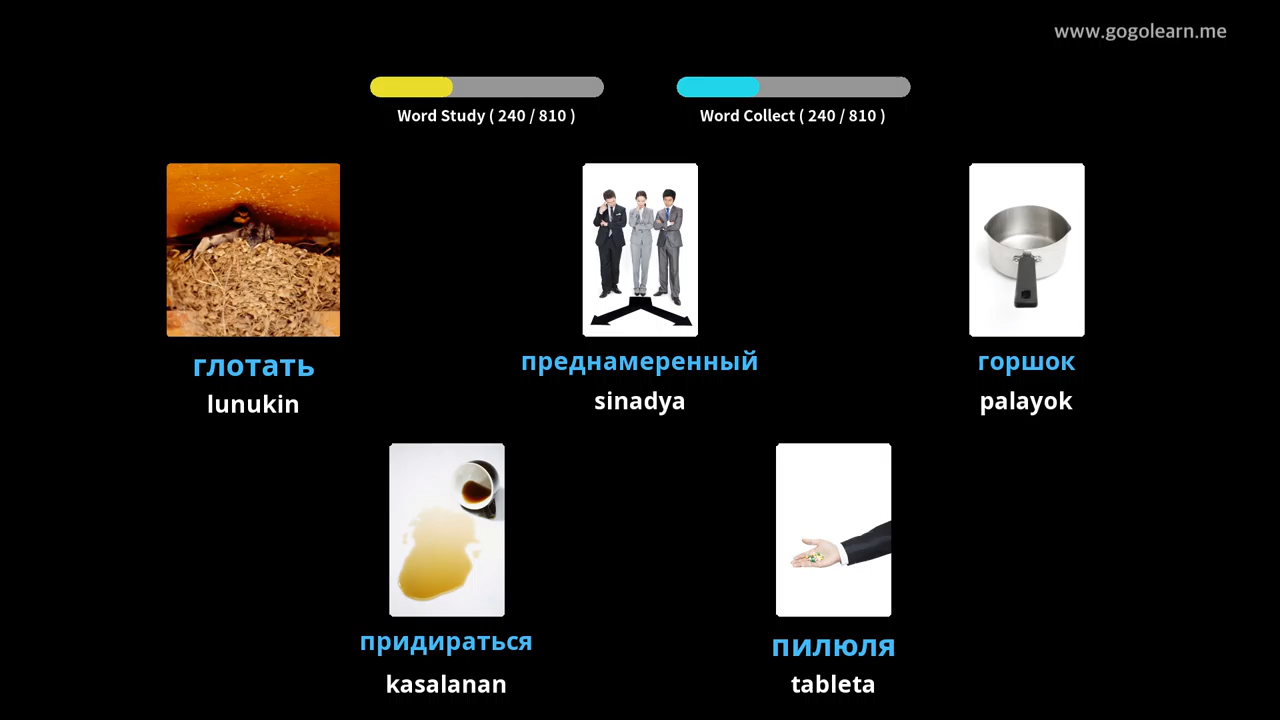 www.gogolearn.me
Word Study ( 240 / 810 )
Word Collect ( 240 / 810 )
глотать
lunukin
преднамеренный
sinadya
горшок
palayok
придираться
kasalanan
пилюля
tableta